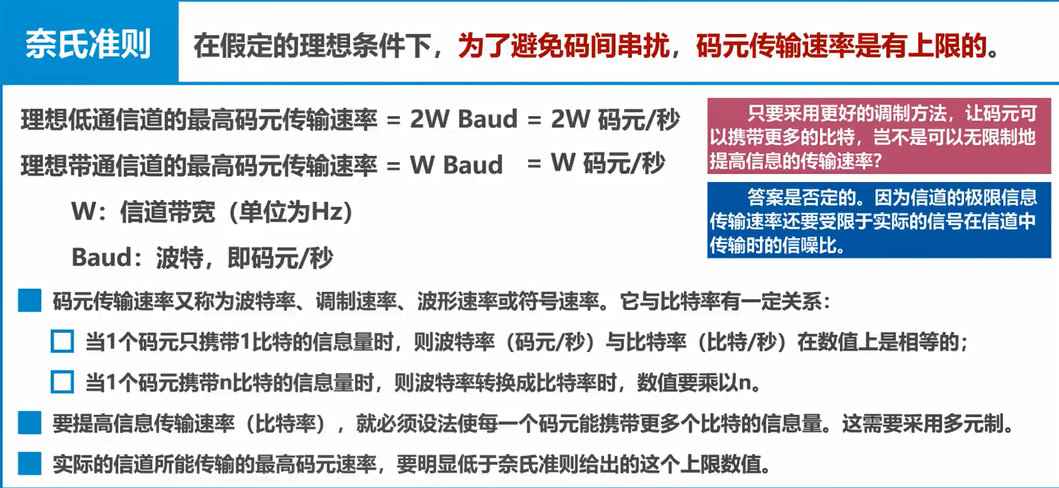 奈氏准则
在假定的理想条件下，为了避免码间串扰，码元传输速率是有上限的。
理想低通信道的最高码元传输速率 = 2W Baud = 2W 码元/秒
理想带通信道的最高码元传输速率 = W Baud = W 码元/秒
W：信道带宽（单位为Hz）
Baud：波特，即码元/秒
只要采用更好的调制方法，让码元可
以携带更多的比特，岂不是可以无限制地
提高信息的传输速率？
答案是否定的。因为信道的极限信息
传输速率还要受限于实际的信号在信道中
传输时的信噪比。
码元传输速率又称为波特率、调制速率、波形速率或符号速率。它与比特率有一定关系：
当1个码元只携带1比特的信息量时，则波特率（码元/秒）与比特率（比特/秒）在数值上是相等的；
当1个码元携带n比特的信息量时，则波特率转换成比特率时，数值要乘以n。
要提高信息传输速率（比特率），就必须设法使每一个码元能携带更多个比特的信息量。这需要采用多元制。
实际的信道所能传输的最高码元速率，要明显低于奈氏准则给出的这个上限数值。